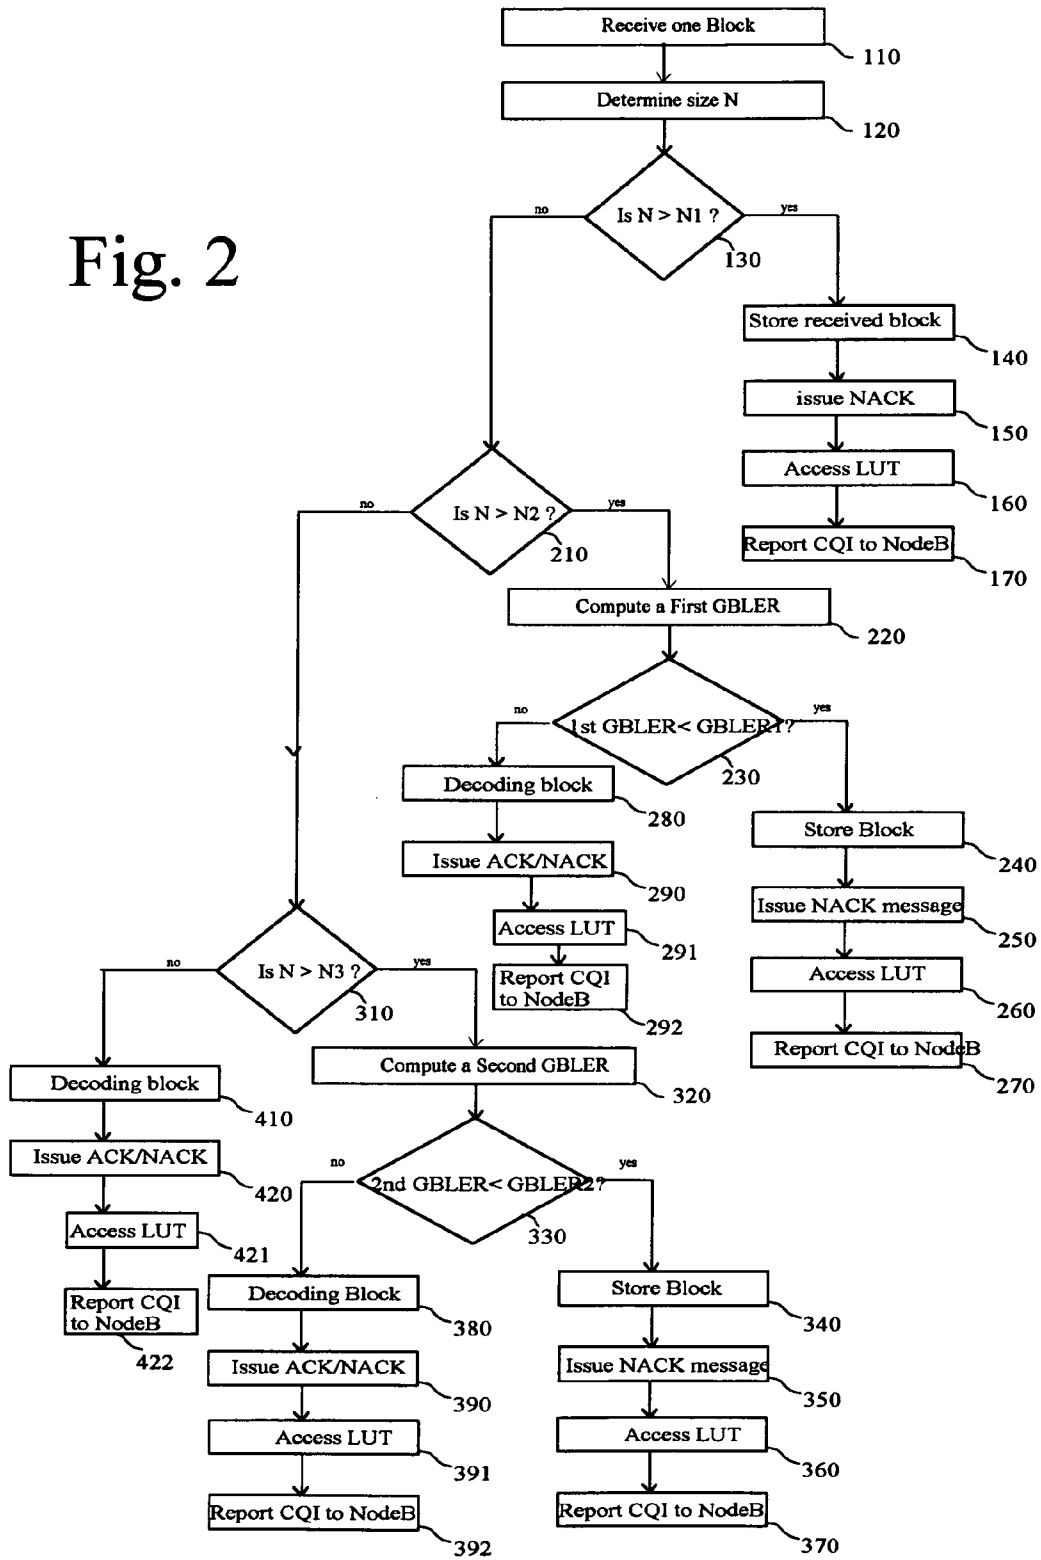 Receive one Block
110
Determine size N
120
Is N > N1 ?
no
yes
130
Fig. 2
Store received block
140
issue NACK
150
Access LUT
160
Report CQI to NodeB
170
Is N > N2 ?
no
yes
210
Compute a First GBLER
220
1st GBLER< GBLER1?
no
yes
230
Decoding block
280
Issue ACK/NACK
290
Access LUT
291
Report CQI
to NodeB
292
Store Block
240
Issue NACK message
250
Access LUT
260
Report CQI to NodeB
270
Is N > N3 ?
no
yes
310
Compute a Second GBLER
320
Decoding block
410
Issue ACK/NACK
420
Access LUT
421
Report CQI
to NodeB
422
2nd GBLER< GBLER2?
no
yes
330
Decoding Block
380
Issue ACK/NACK
390
Access LUT
391
Report CQI to NodeB
392
Store Block
340
Issue NACK message
350
Access LUT
360
Report CQI to NodeB
370